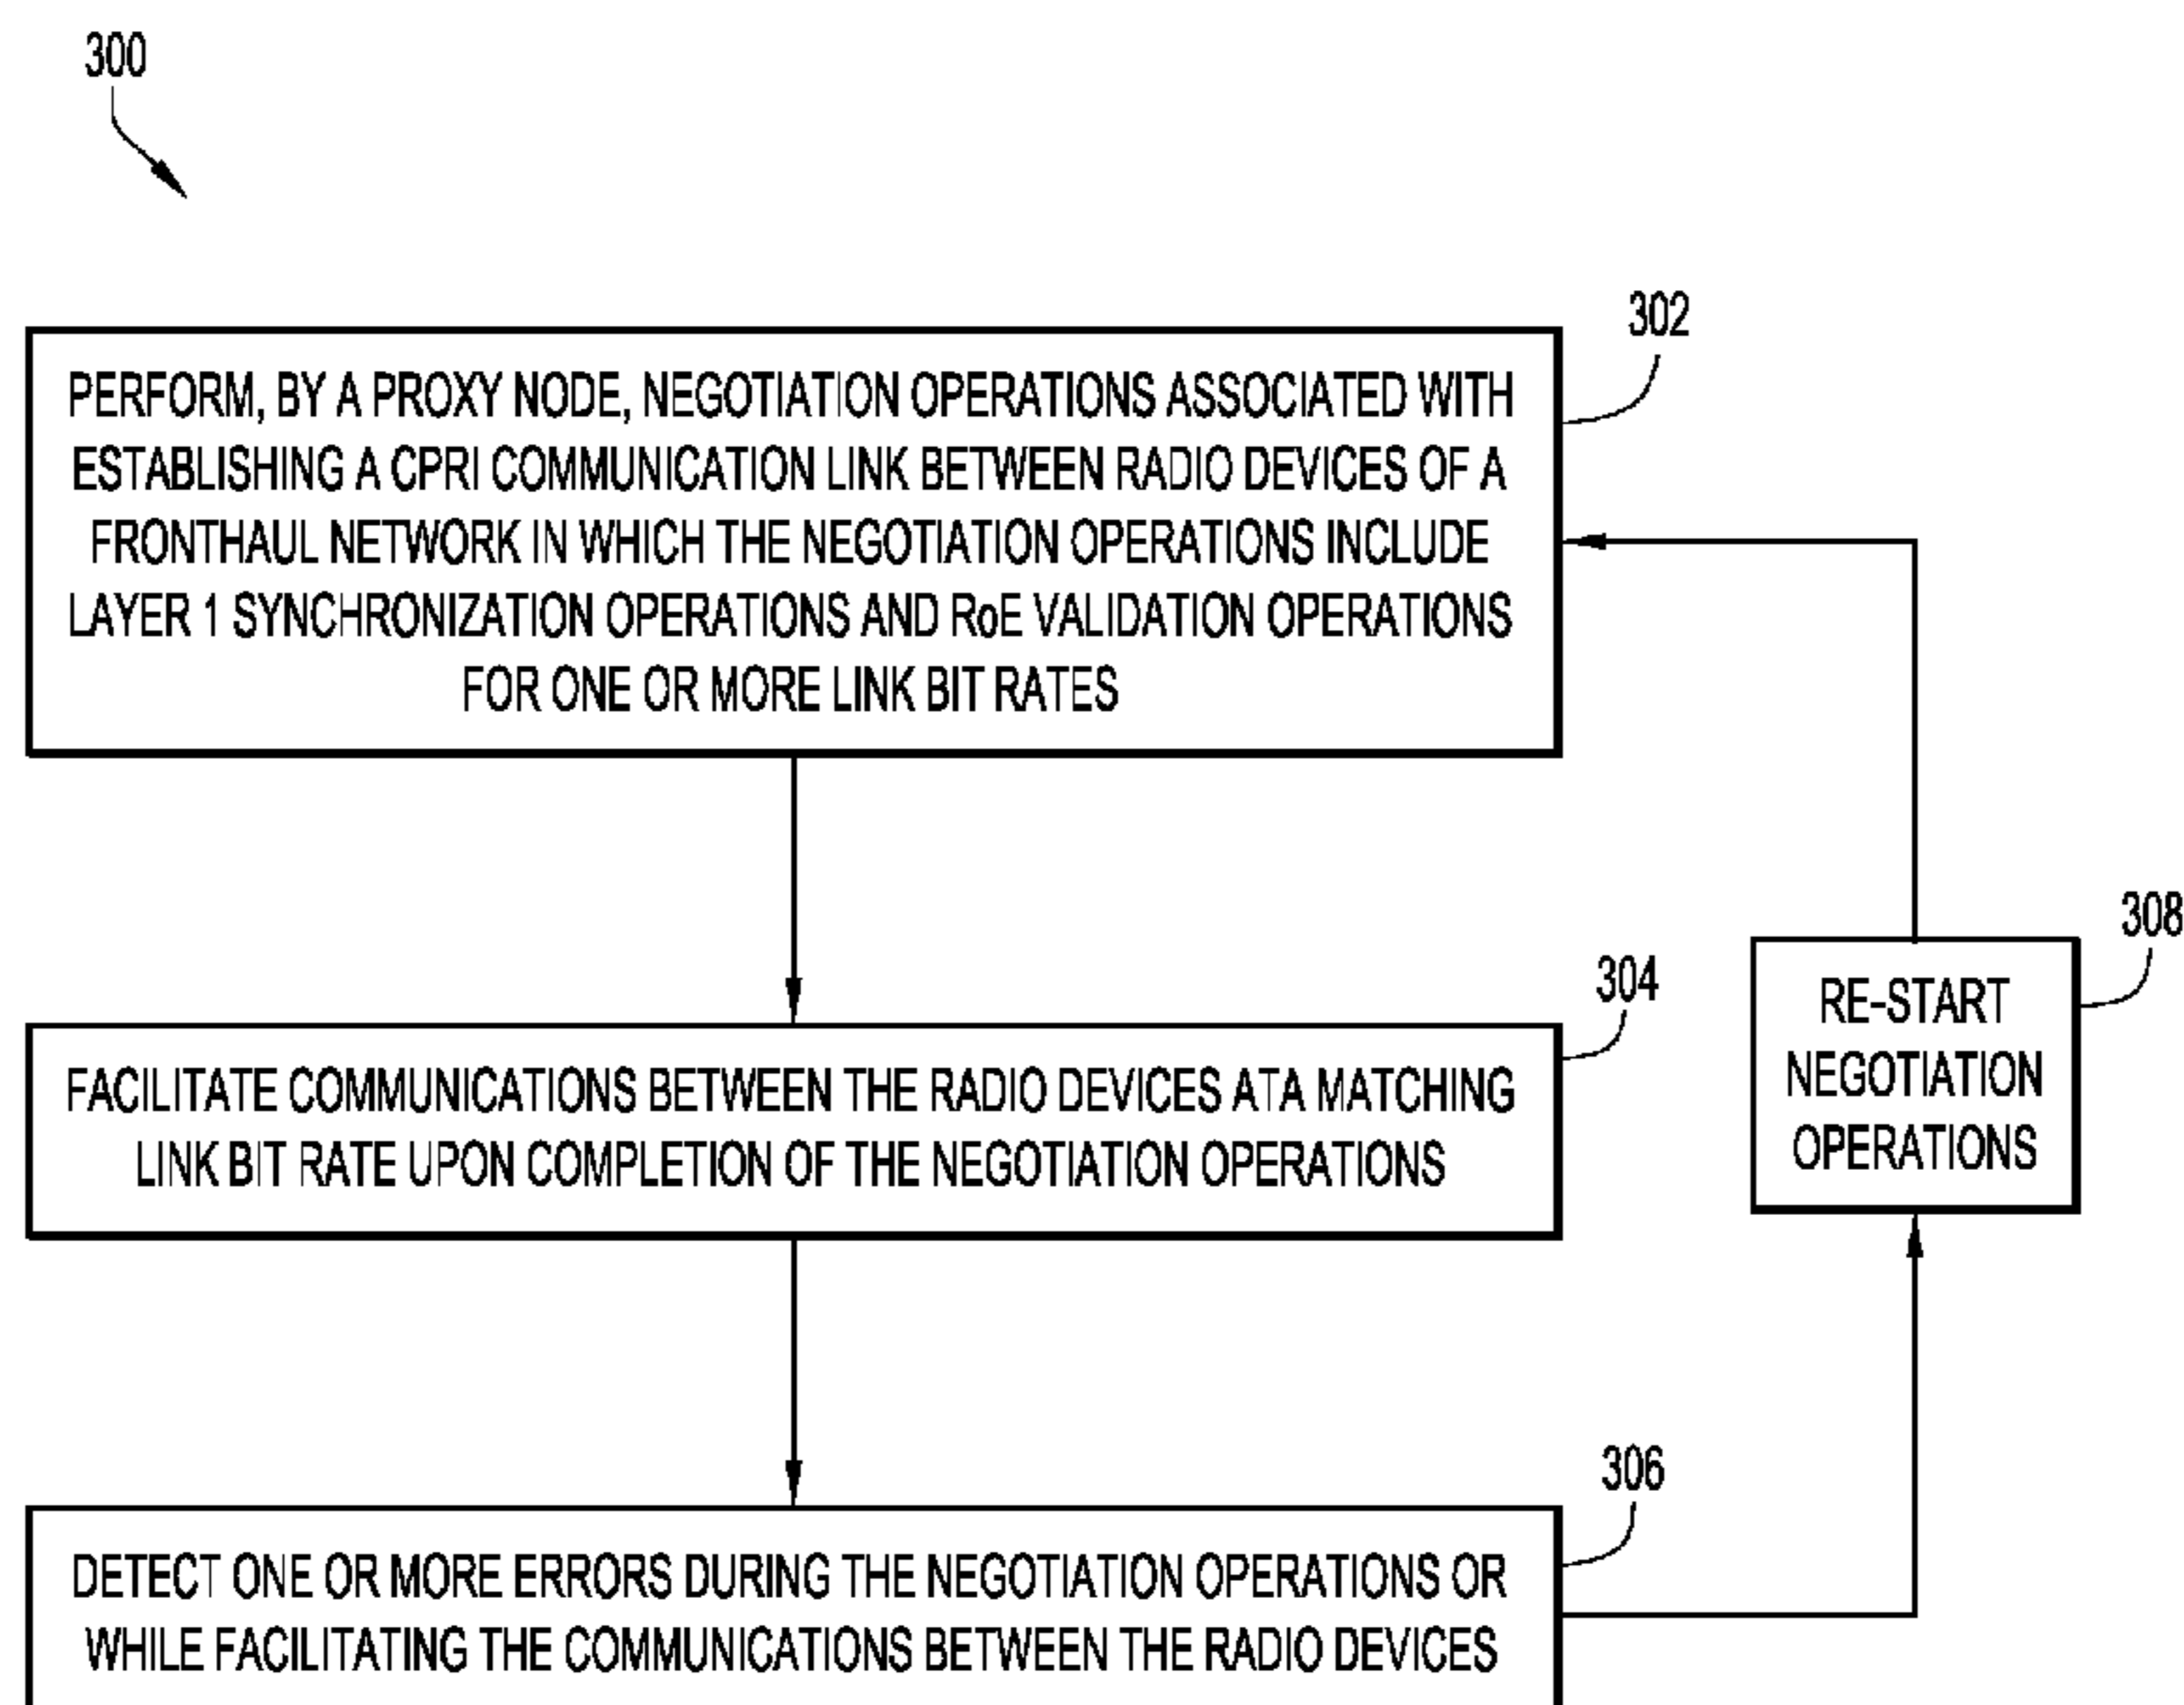 300
302
PERFORM, BY A PROXY NODE, NEGOTIATION OPERATIONS ASSOCIATED WITH
ESTABLISHING A CPRI COMMUNICATION LINK BETWEEN RADIO DEVICES OF A
FRONTHAUL NETWORK IN WHICH THE NEGOTIATION OPERATIONS INCLUDE
LAYER 1 SYNCHRONIZATION OPERATIONS AND RoE VALIDATION OPERATIONS
FOR ONE OR MORE LINK BIT RATES
304
FACILITATE COMMUNICATIONS BETWEEN THE RADIO DEVICES ATA MATCHING
LINK BIT RATE UPON COMPLETION OF THE NEGOTIATION OPERATIONS
308
RE-START
NEGOTIATION
OPERATIONS
306
DETECT ONE OR MORE ERRORS DURING THE NEGOTIATION OPERATIONS OR
WHILE FACILITATING THE COMMUNICATIONS BETWEEN THE RADIO DEVICES